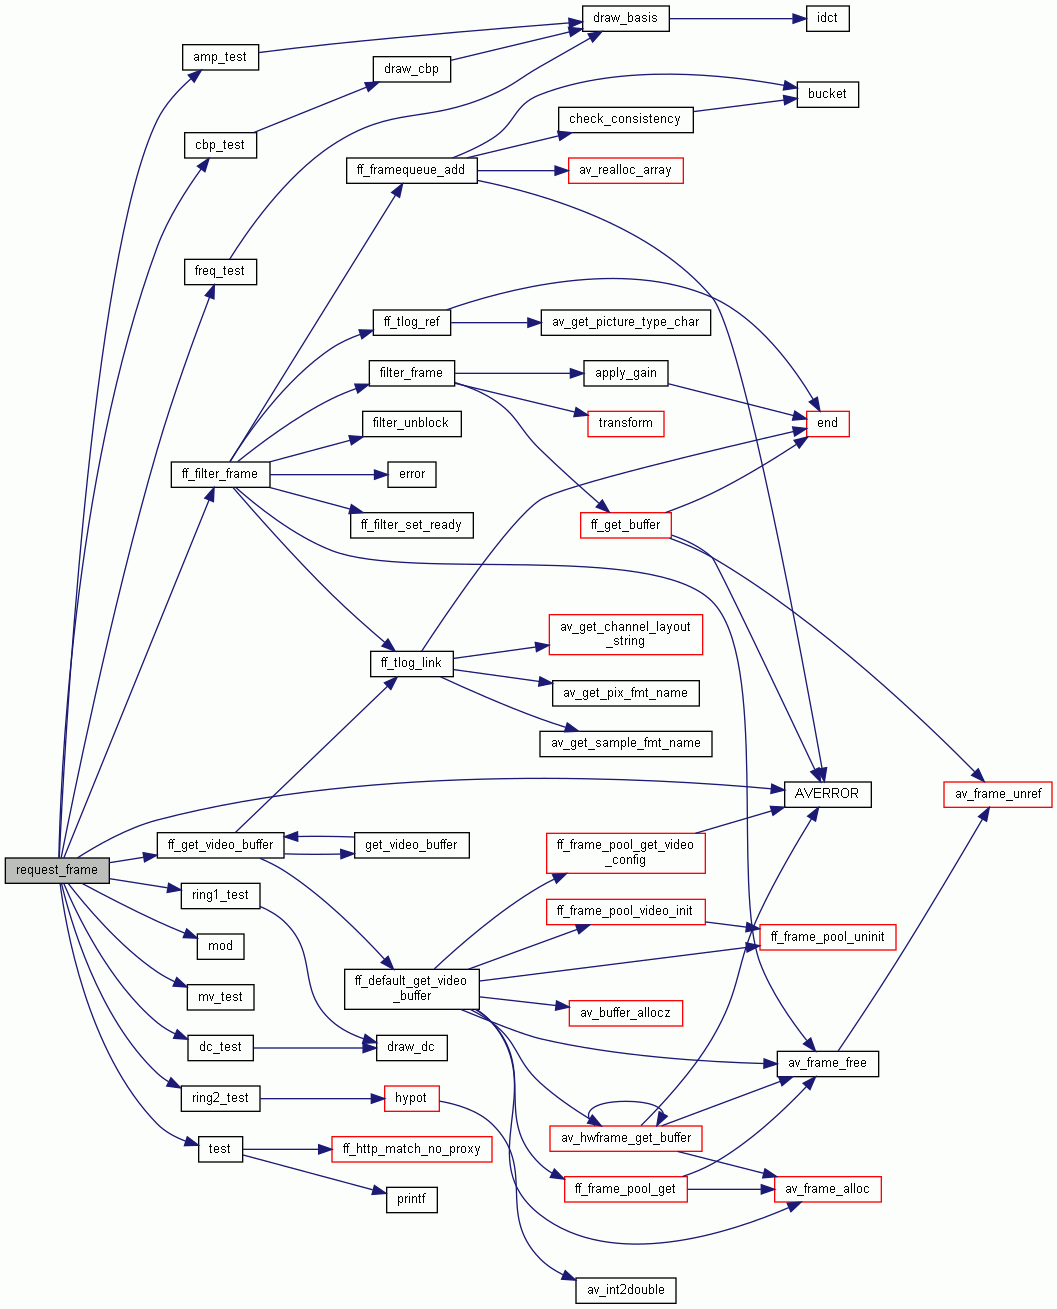 draw_basis
idct
amp_test
draw_cbp
bucket
check_consistency
cbp_test
ff_framequeue_add
av_realloc_array
freq_test
ff_tlog_ref
av_get_picture_type_char
filter_frame
apply_gain
filter_unblock
transform
end
ff_filter_frame
error
ff_filter_set_ready
ff_get_buffer
av_get_channel_layout
_string
ff_tlog_link
av_get_pix_fmt_name
av_get_sample_fmt_name
AVERROR
av_frame_unref
ff_get_video_buffer
get_video_buffer
ff_frame_pool_get_video
_config
request_frame
ring1_test
ff_frame_pool_video_init
mod
ff_frame_pool_uninit
ff_default_get_video
_buffer
mv_test
av_buffer_allocz
dc_test
draw_dc
av_frame_free
ring2_test
hypot
av_hwframe_get_buffer
test
ff_http_match_no_proxy
ff_frame_pool_get
av_frame_alloc
printf
av_int2double